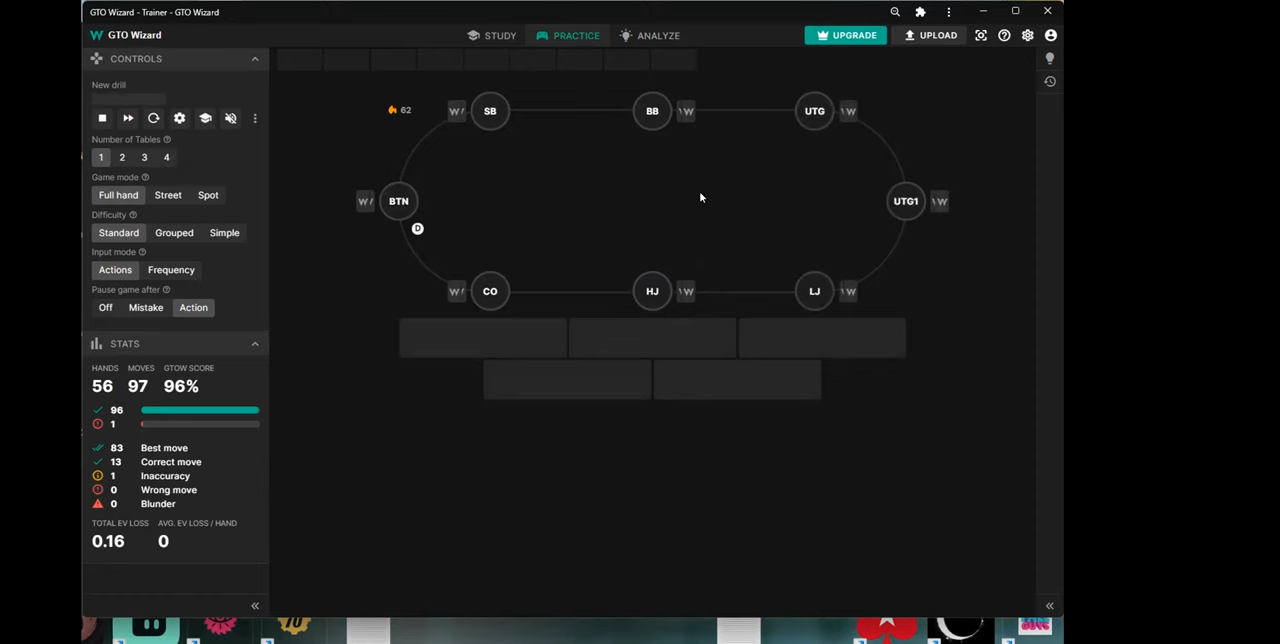 GTO Wizard - Trainer - GTO Wizard
W GTO Wizard
STUDY
PRACTICE
ANALYZE
UPGRADE
UPLOAD
CONTROLS
New drill
Number of Tables
1 2 3 4
Game mode
Full hand Street Spot
Difficulty
Standard Grouped Simple
Input mode
Actions Frequency
Pause game after
Off Mistake Action
STATS
HANDS MOVES GTOW SCORE
56 97 96%
96
1
83 Best move
13 Correct move
1 Inaccuracy
0 Wrong move
0 Blunder
TOTAL EV LOSS AVG. EV LOSS / HAND
0.16 0
62
SB
BB
UTG
BTN
UTG1
D
CO
HJ
LJ